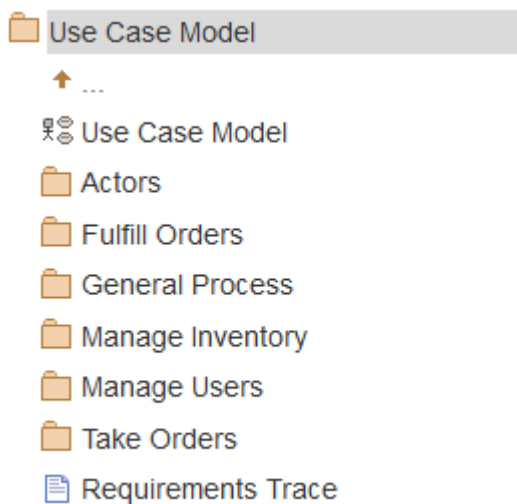 Use Case Model
...
Use Case Model
Actors
Fulfill Orders
General Process
Manage Inventory
Manage Users
Take Orders
Requirements Trace